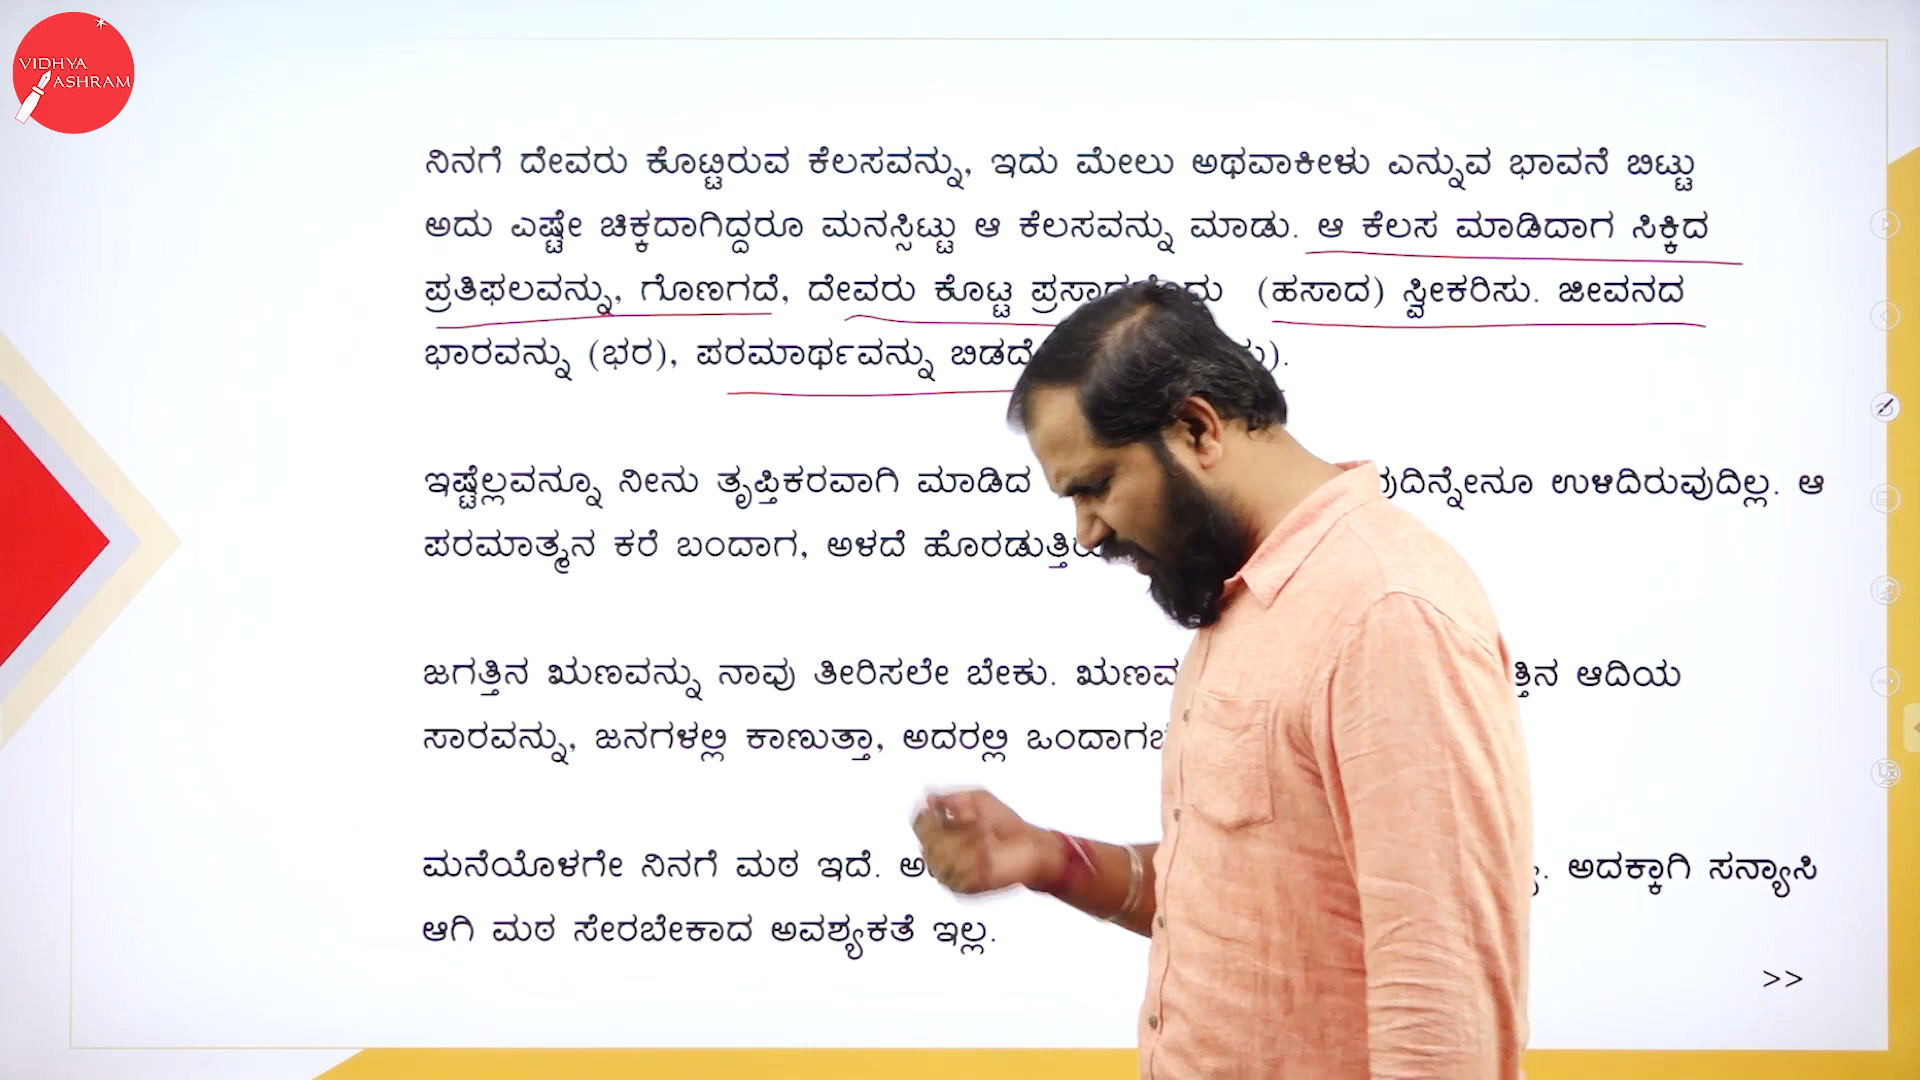 VIDHYA
ASHRAM
ನಿನಗೆ ದೇವರು ಕೊಟ್ಟಿರುವ ಕೆಲಸವನ್ನು, ಇದು ಮೇಲು ಅಥವಾಕೀಳು ಎನ್ನುವ ಭಾವನೆ ಬಿಟ್ಟು
ಅದು ಎಷ್ಟೇ ಚಿಕ್ಕದಾಗಿದ್ದರೂ ಮನಸ್ಸಿಟ್ಟು ಆ ಕೆಲಸವನ್ನು ಮಾಡು. ಆ ಕೆಲಸ ಮಾಡಿದಾಗ ಸಿಕ್ಕಿದ
ಪ್ರತಿಫಲವನ್ನು, ಗೊಣಗದೆ, ದೇವರು ಕೊಟ್ಟ (ಹಸಾದ) ಸ್ವೀಕರಿಸು. ಜೀವನದ
ಭಾರವನ್ನು (ಭರ), ಪರಮಾರ್ಥವನ್ನು ಬಿಡದೆ
ಇಷ್ಟೆಲ್ಲವನ್ನೂ ನೀನು ತೃಪ್ತಿಕರವಾಗಿ ಮಾಡಿದ ಉಳದಿರುವುದಿಲ್ಲ. ಆ
ಪರಮಾತ್ಮನ ಕರೆ ಬಂದಾಗ, ಅಳದೆ
ಜಗತ್ತಿನ ಋಣವನ್ನು ನಾವು ತೀರಿಸಲೇ ಬೇಕು. ಆದಿಯ
ಸಾರವನ್ನು, ಜನಗಳಲ್ಲಿ ಕಾಣುತ್ತಾ, ಅದರಲ್ಲಿ
ಮನೆಯೊಳಗೇ ನಿನಗೆ ಮಠ ಇದೆ. ಅದಕ್ಕಾಗಿ ಸನ್ಯಾಸಿ
ಆಗಿ ಮಠ ಸೇರಬೇಕಾದ ಅವಶ್ಯಕತೆ ಇಲ್ಲ.
>>